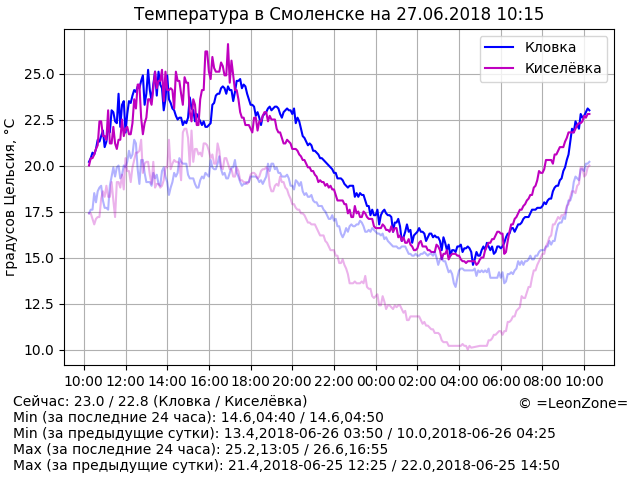 Температура в Смоленске на 27.06.2018 10:15
Кловка
Киселёвка
градусов Цельсия, °C
25.0
22.5
20.0
17.5
15.0
12.5
10.0
10:00 12:00 14:00 16:00 18:00 20:00 22:00 00:00 02:00 04:00 06:00 08:00 10:00
Сейчас: 23.0 / 22.8 (Кловка / Киселёвка)
© =LeonZone=
Min (за последние 24 часа): 14.6,04:40 / 14.6,04:50
Min (за предыдущие сутки): 13.4,2018-06-26 03:50 / 10.0,2018-06-26 04:25
Max (за последние 24 часа): 25.2,13:05 / 26.6,16:55
Max (за предыдущие сутки): 21.4,2018-06-25 12:25 / 22.0,2018-06-25 14:50